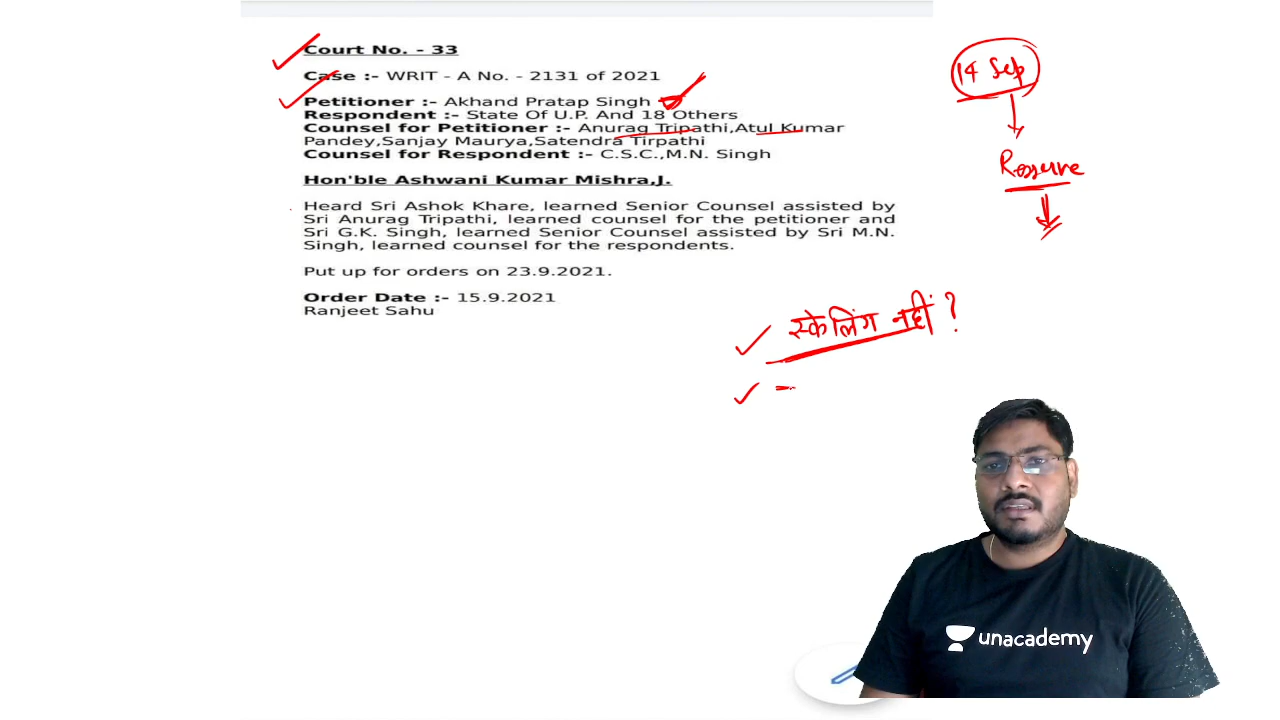 Court No. - 33
Case :- WRIT - A No. - 2131 of 2021
Petitioner :- Akhand Pratap Singh
Respondent :- State Of U.P. And 18 Others
Counsel for Petitioner :- Anurag Tripathi,Atul Kumar
Pandey,Sanjay Maurya,Satendra Tirpathi
Counsel for Respondent :- C.S.C.,M.N. Singh
Hon'ble Ashwani Kumar Mishra,J.
Heard Sri Ashok Khare, learned Senior Counsel assisted by
Sri Anurag Tripathi, learned counsel for the petitioner and
Sri G.K. Singh, learned Senior Counsel assisted by Sri M.N.
Singh, learned counsel for the respondents.
Put up for orders on 23.9.2021.
Order Date :- 15.9.2021
Ranjeet Sahu
14 Sep
Resurve
स्केलिंग नहीं ?
unacademy